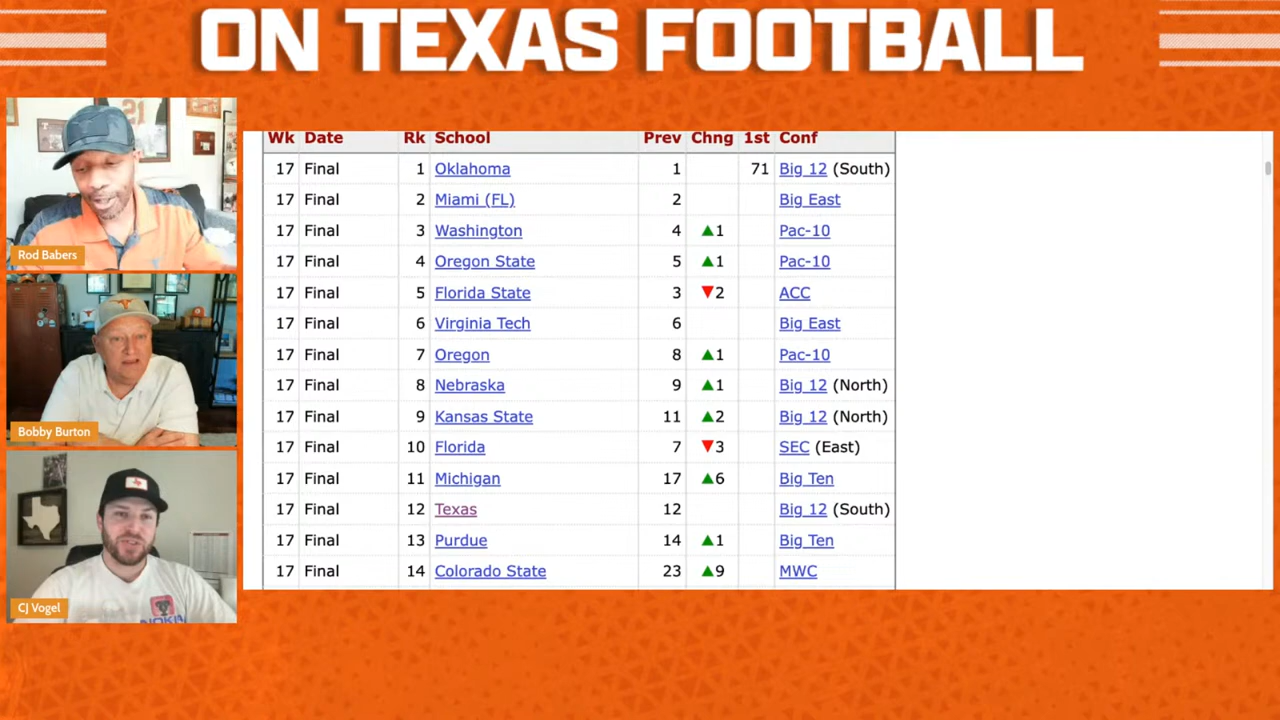 ON TEXAS FOOTBALL
21
Rod Babers
Bobby Burton
CJ Vogel
NOKIA
Wk Date Rk School Prev Chng 1st Conf
17 Final 1 Oklahoma 1 71 Big 12 (South)
17 Final 2 Miami (FL) 2 Big East
17 Final 3 Washington 4 ▲1 Pac-10
17 Final 4 Oregon State 5 ▲1 Pac-10
17 Final 5 Florida State 3 ▼2 ACC
17 Final 6 Virginia Tech 6 Big East
17 Final 7 Oregon 8 ▲1 Pac-10
17 Final 8 Nebraska 9 ▲1 Big 12 (North)
17 Final 9 Kansas State 11 ▲2 Big 12 (North)
17 Final 10 Florida 7 ▼3 SEC (East)
17 Final 11 Michigan 17 ▲6 Big Ten
17 Final 12 Texas 12 Big 12 (South)
17 Final 13 Purdue 14 ▲1 Big Ten
17 Final 14 Colorado State 23 ▲9 MWC